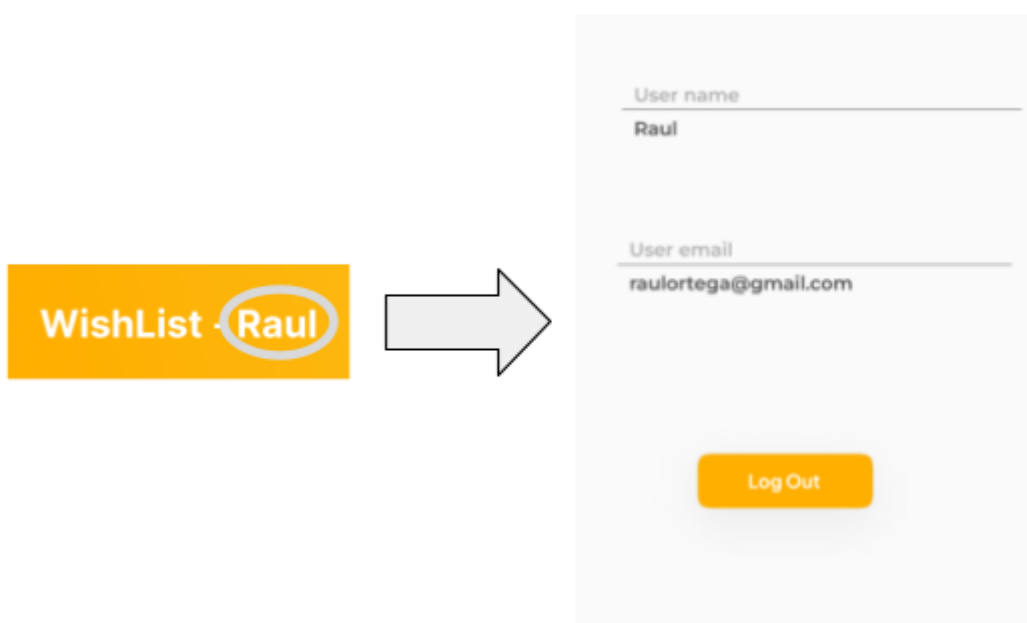 WishList - Raul
User name
Raul
User email
raulortega@gmail.com
Log Out